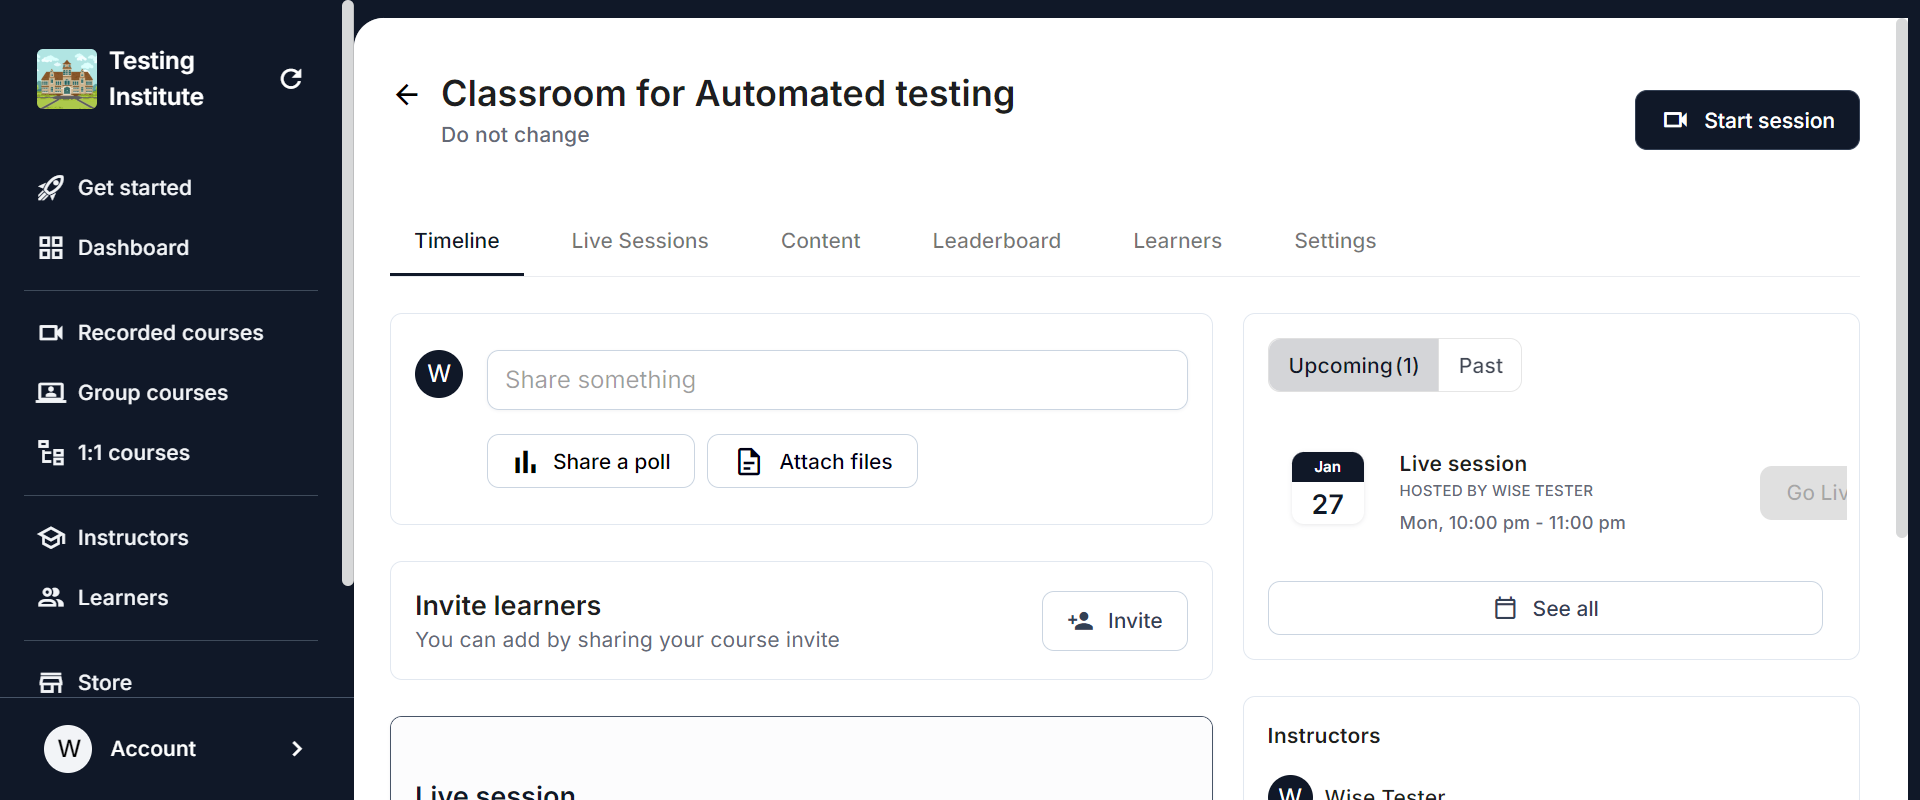 Testing
Institute
Get started
Dashboard
Recorded courses
Group courses
1:1 courses
Instructors
Learners
Store
W
Account
Classroom for Automated testing
Do not change
Start session
Timeline
Live Sessions
Content
Leaderboard
Learners
Settings
W
Share something
Share a poll
Attach files
Invite learners
You can add by sharing your course invite
Invite
Live session
Upcoming(1)
Past
Jan
27
Live session
HOSTED BY WISE TESTER
Mon, 10:00 pm - 11:00 pm
Go Liv
See all
Instructors
W
Wise Tester